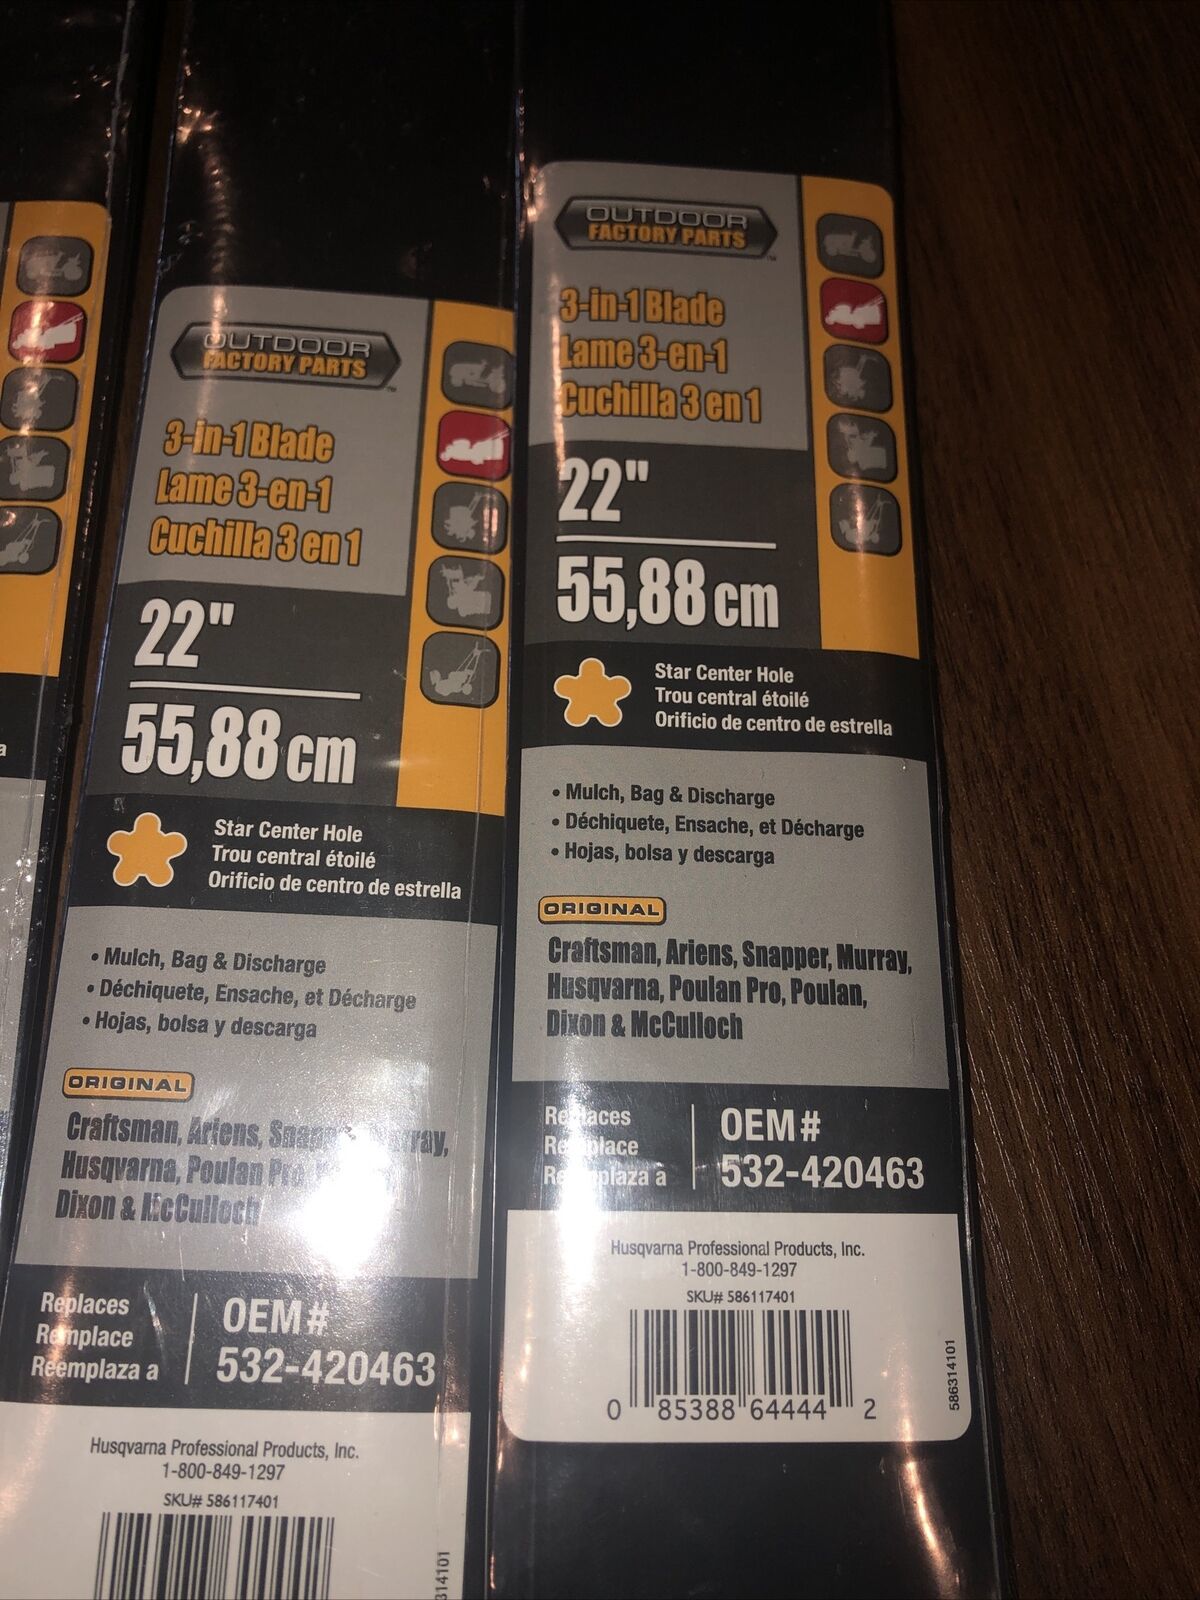 a
OUTDOOR
FACTORY PARTS
™
3-in-1 Blade
Lame 3-en-1
Cuchilla 3 en 1
22"
55,88 cm
Star Center Hole
Trou central étoilé
Orificio de centro de estrella
• Mulch, Bag & Discharge
• Déchiquete, Ensache, et Décharge
• Hojas, bolsa y descarga
ORIGINAL
Craftsman, Ariens,
Husqvarna, Poulan Pro,
Dixon & McCulloch
Replaces
Remplace
Reemplaza a
OEM#
532-420463
Husqvarna Professional Products, Inc.
1-800-849-1297
SKU# 586117401
314101
OUTDOOR
FACTORY PARTS
™
3-in-1 Blade
Lame 3-en-1
Cuchilla 3 en 1
22"
55,88 cm
Star Center Hole
Trou central étoilé
Orificio de centro de estrella
• Mulch, Bag & Discharge
• Déchiquete, Ensache, et Décharge
• Hojas, bolsa y descarga
ORIGINAL
Craftsman, Ariens, Snapper, Murray,
Husqvarna, Poulan Pro, Poulan,
Dixon & McCulloch
Replaces
Remplace
Reemplaza a
OEM#
532-420463
Husqvarna Professional Products, Inc.
1-800-849-1297
SKU# 586117401
0 85388 64444 2
586314101